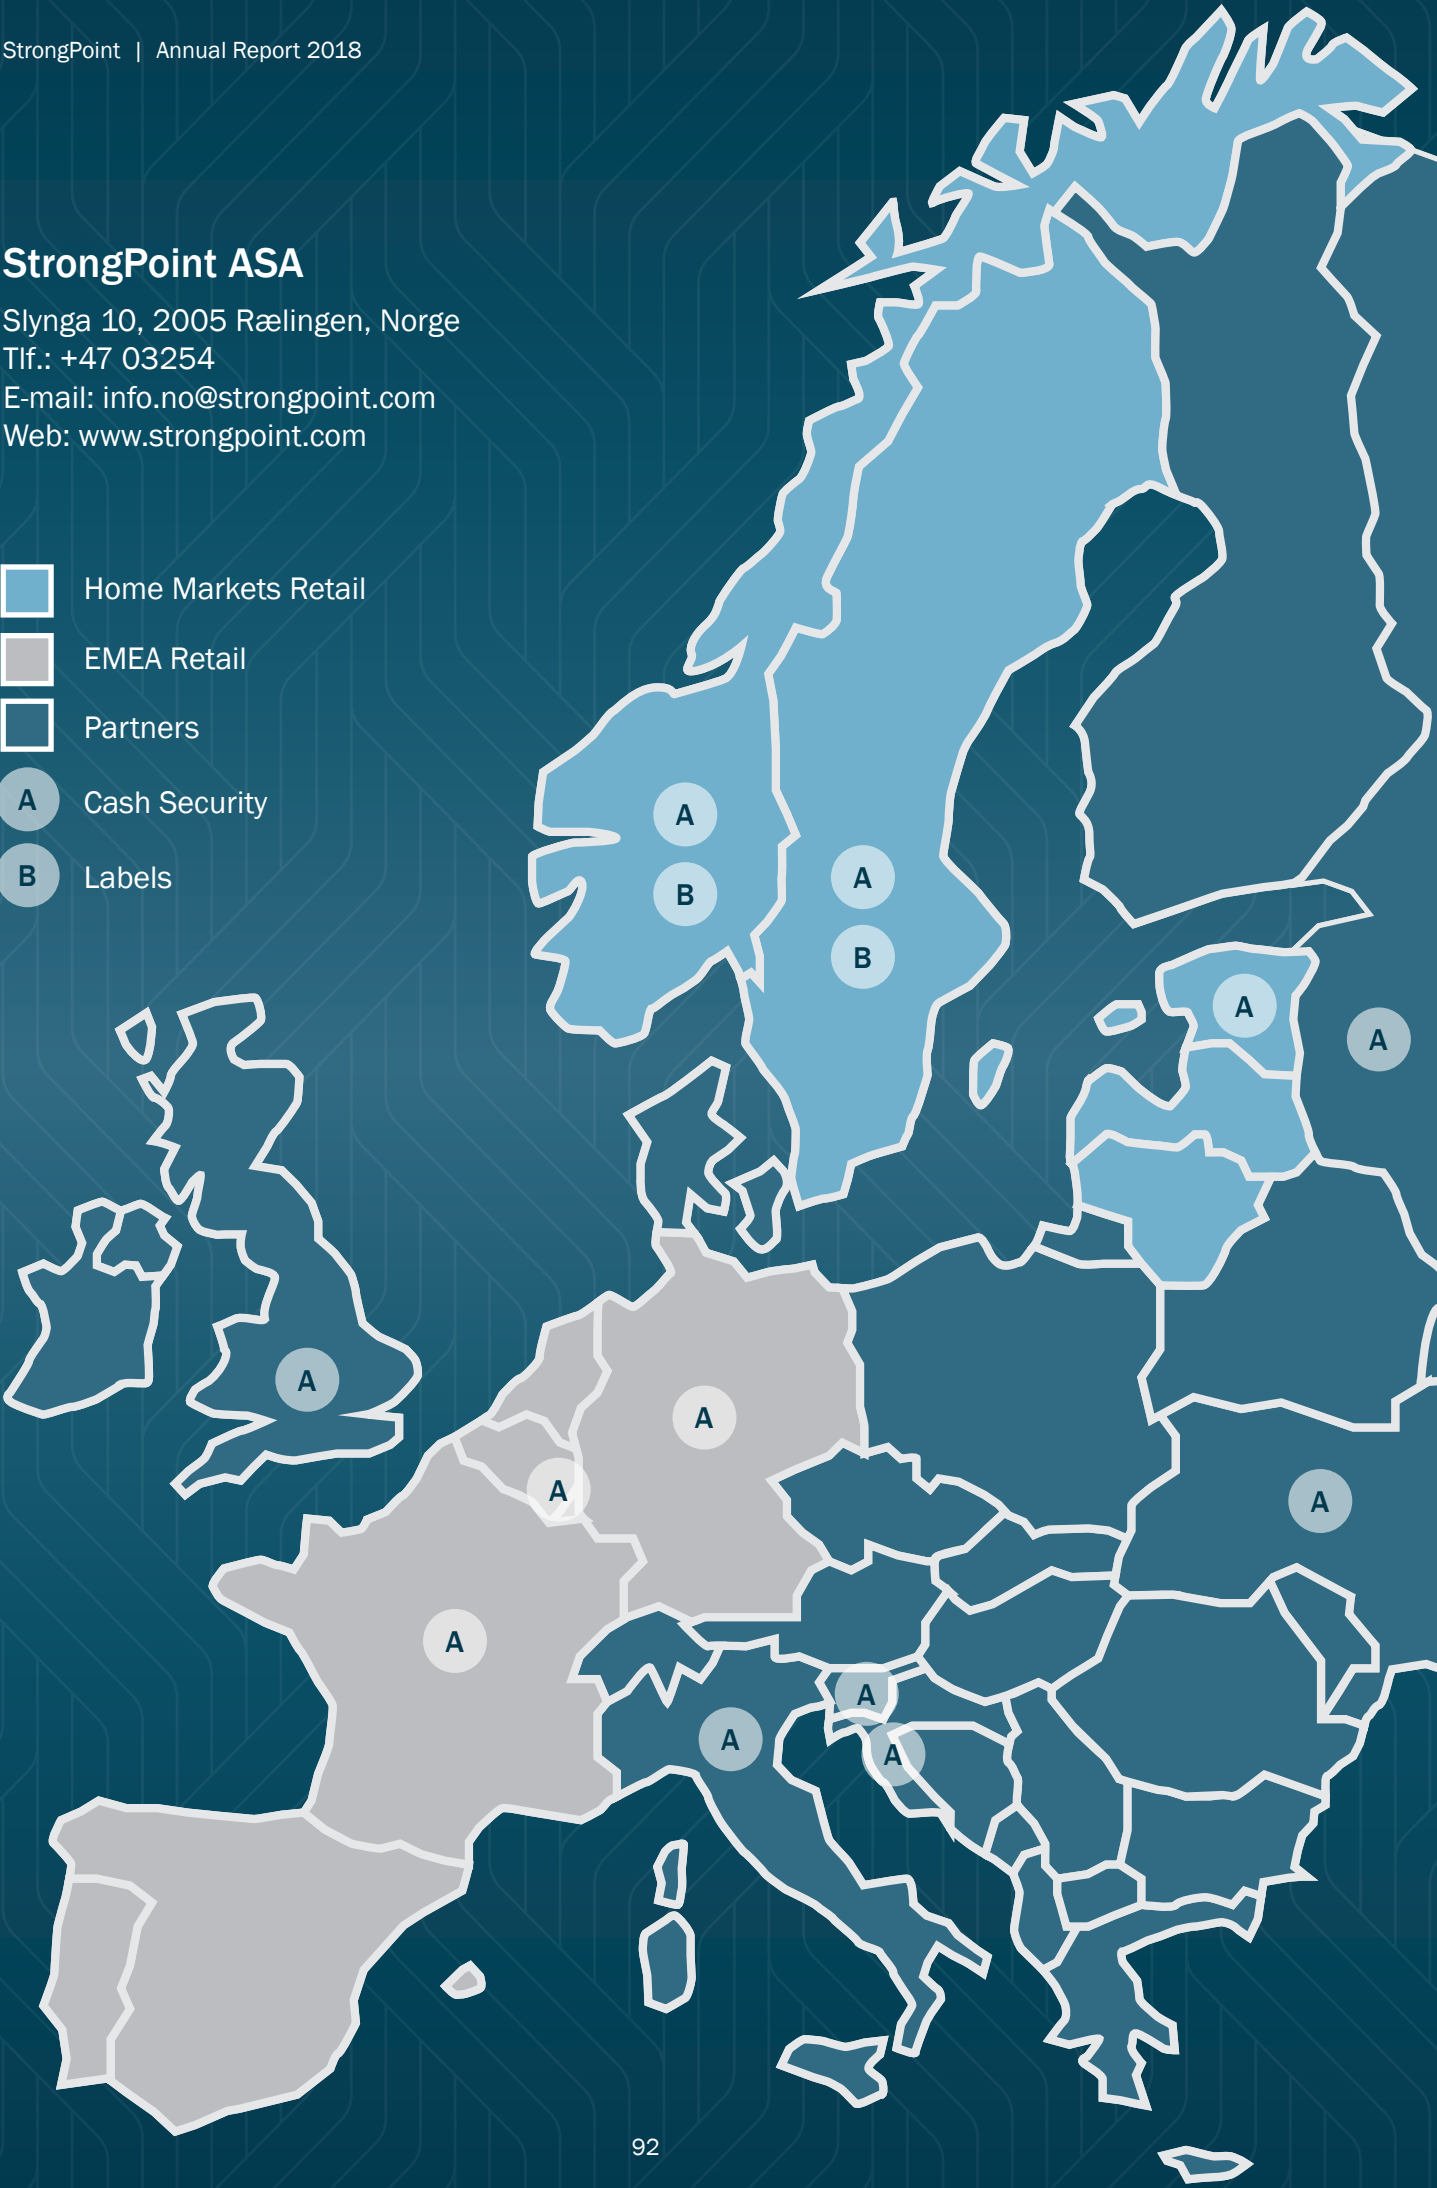 StrongPoint | Annual Report 2018
StrongPoint ASA
Slynga 10, 2005 Rælingen, Norge
Tlf.: +47 03254
E-mail: info.no@strongpoint.com
Web: www.strongpoint.com
Home Markets Retail
EMEA Retail
Partners
A Cash Security
B Labels
A
B
A
B
A
A
A
A
A
A
A
A
A
A
92